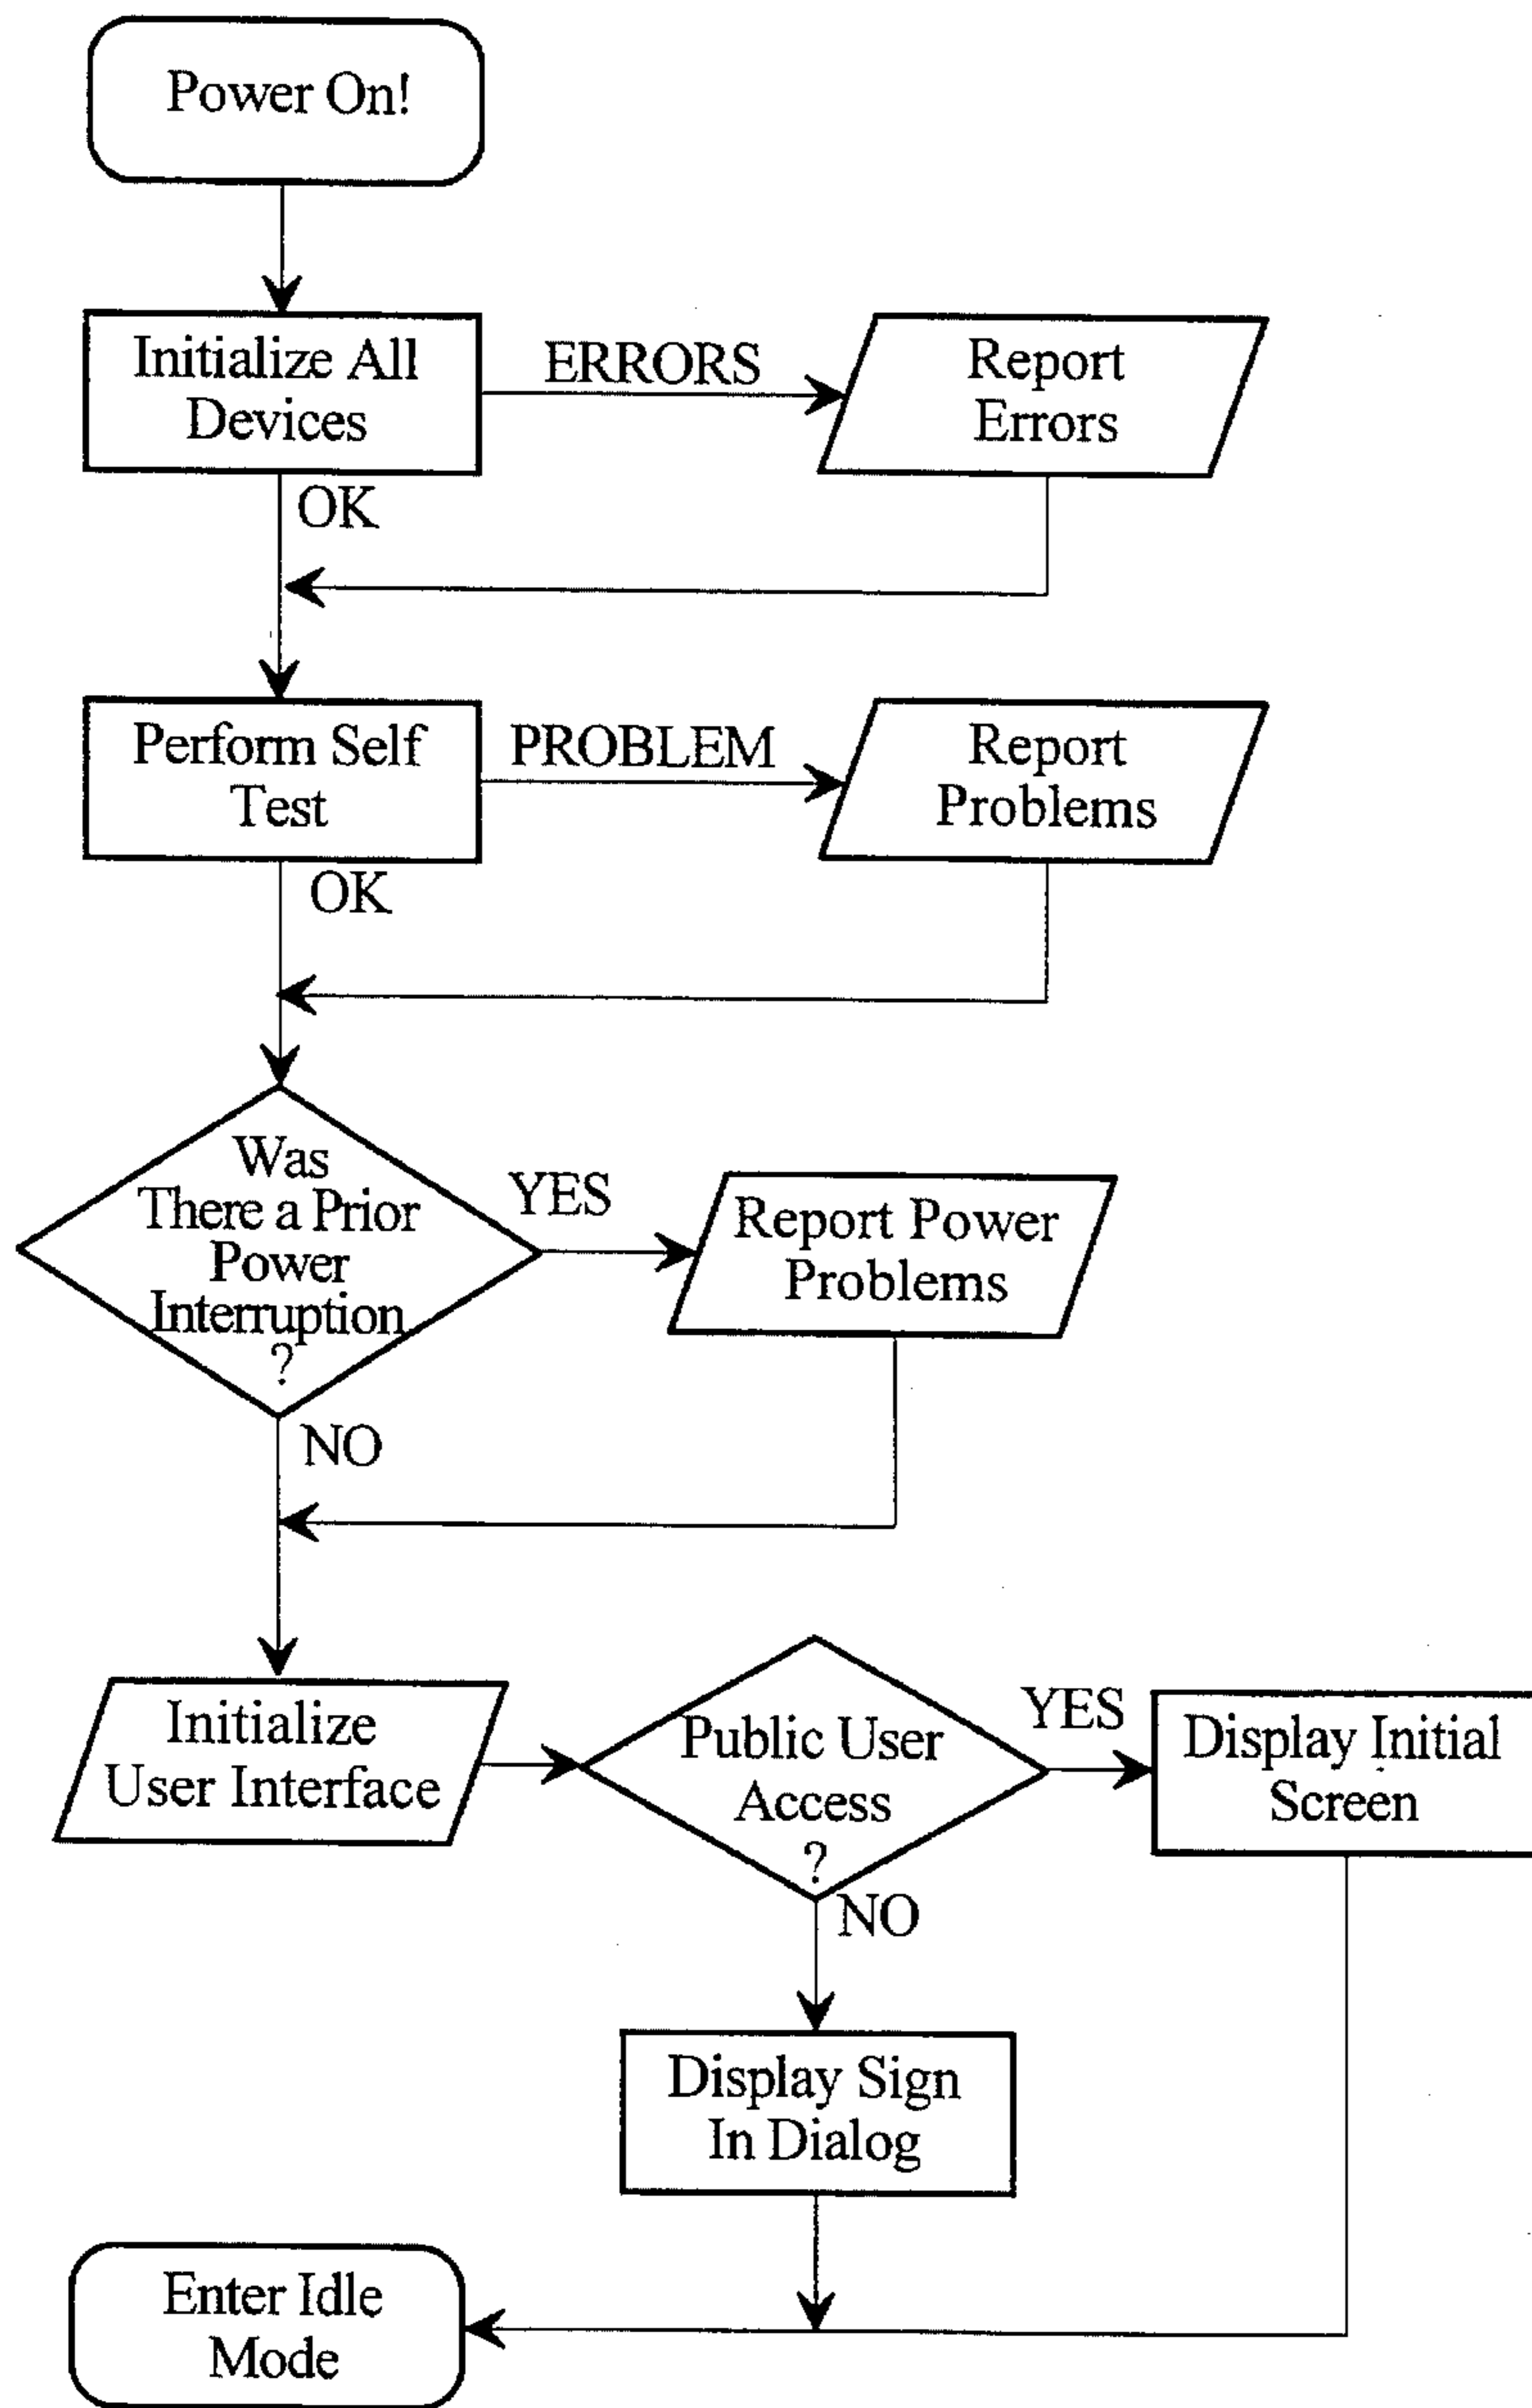 Power On!
Initialize All
Devices
ERRORS
Report
Errors
OK
Perform Self
Test
PROBLEM
Report
Problems
OK
Was
There a Prior
Power
Interruption
?
YES
Report Power
Problems
NO
Initialize
User Interface
Public User
Access
?
YES
Display Initial
Screen
NO
Display Sign
In Dialog
Enter Idle
Mode